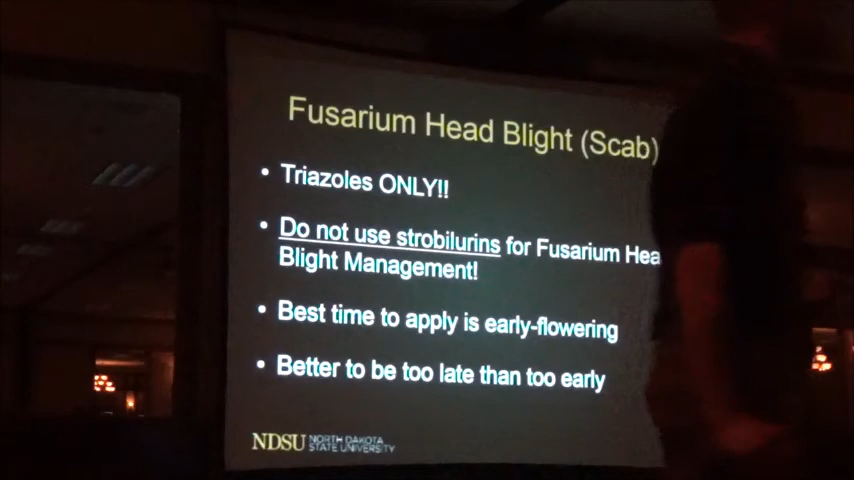 Fusarium Head Blight (Scab)
• Triazoles ONLY!!
• Do not use strobilurins for Fusarium Hea
Blight Management!
• Best time to apply is early-flowering
• Better to be too late than too early
NDSU NORTH DAKOTA
STATE UNIVERSITY